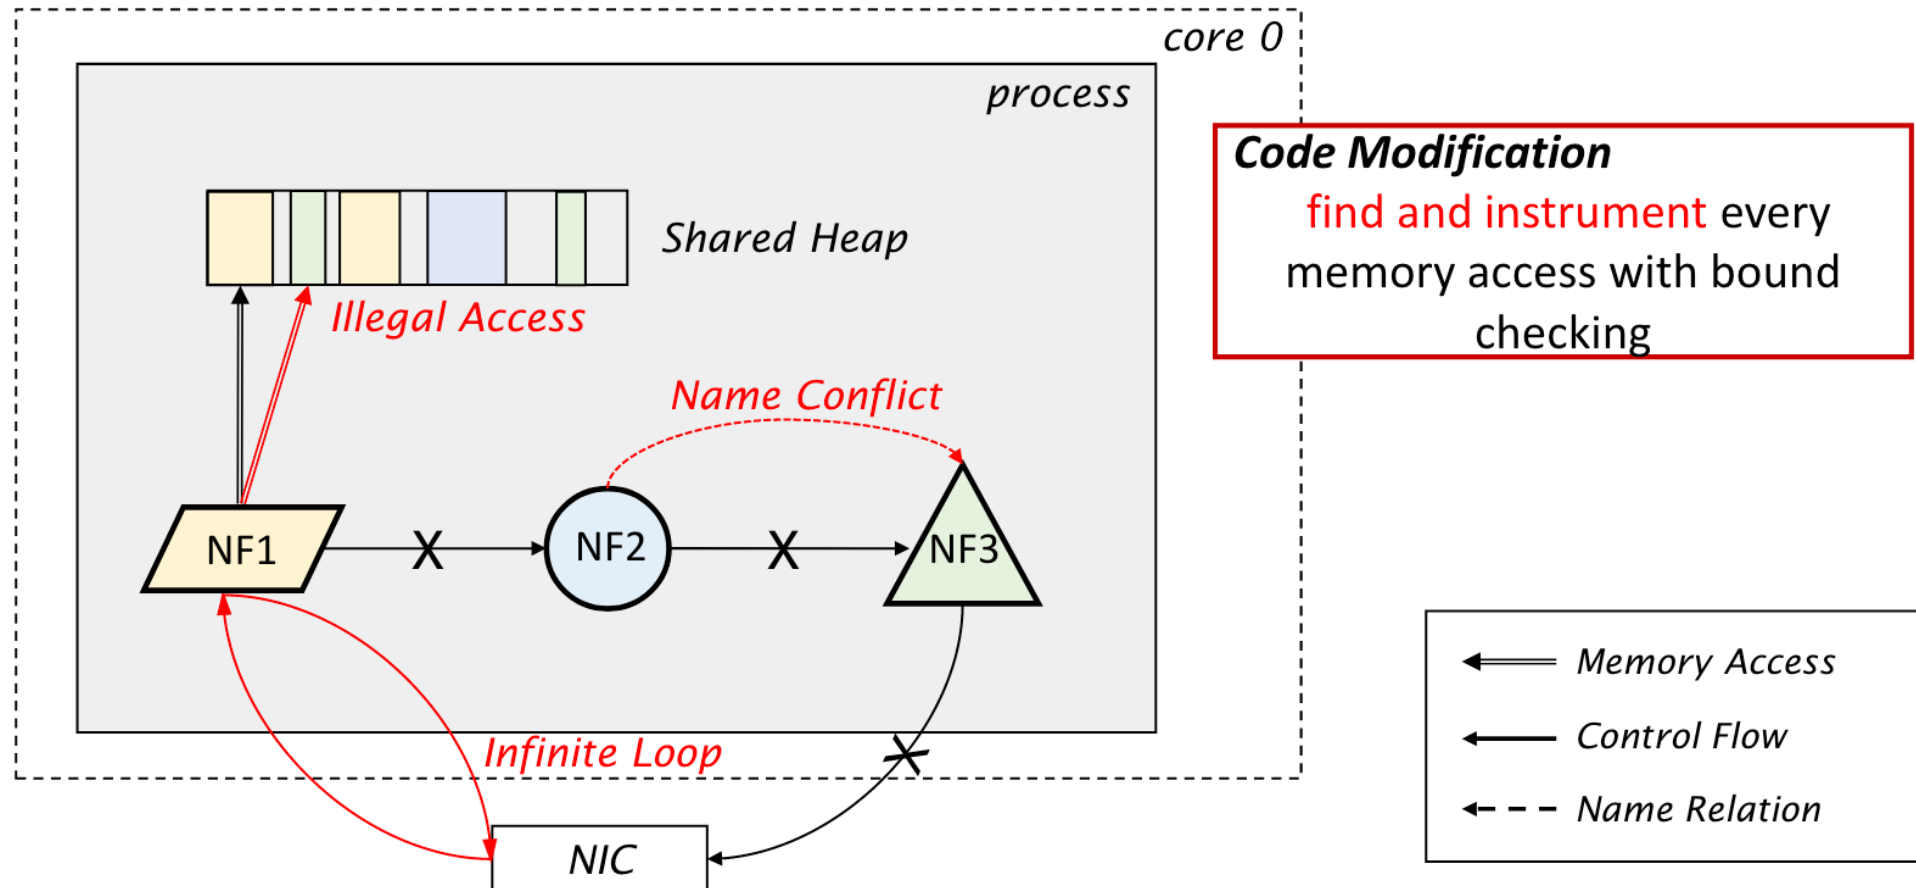 core 0
process
Code Modification
find and instrument every
memory access with bound
checking
Shared Heap
Illegal Access
Name Conflict
NF1
X
NF2
X
NF3
Memory Access
Control Flow
Name Relation
Infinite Loop
X
NIC